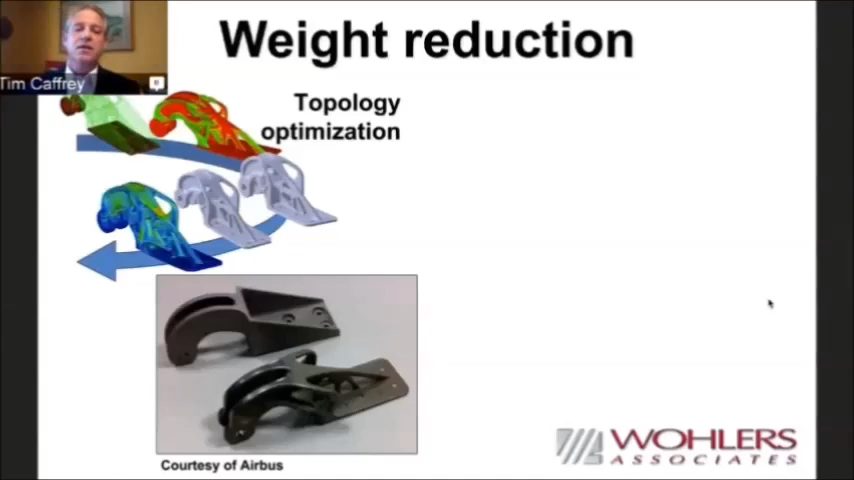 Weight reduction
Tim Caffrey
Topology
optimization
Courtesy of Airbus
WOHLERS
ASSOCIATES